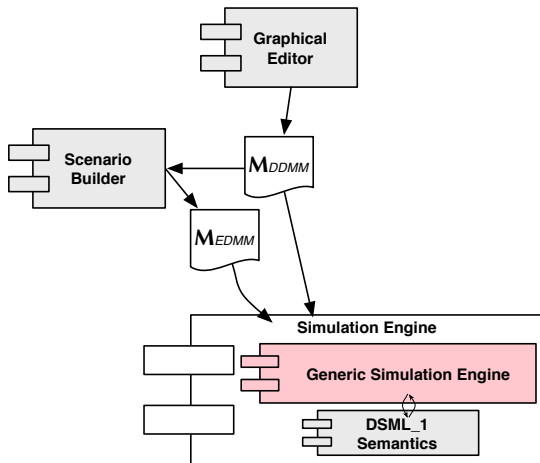 Graphical
Editor
Scenario
Builder
MDDMM
MEDMM
Simulation Engine
Generic Simulation Engine
DSML_1
Semantics